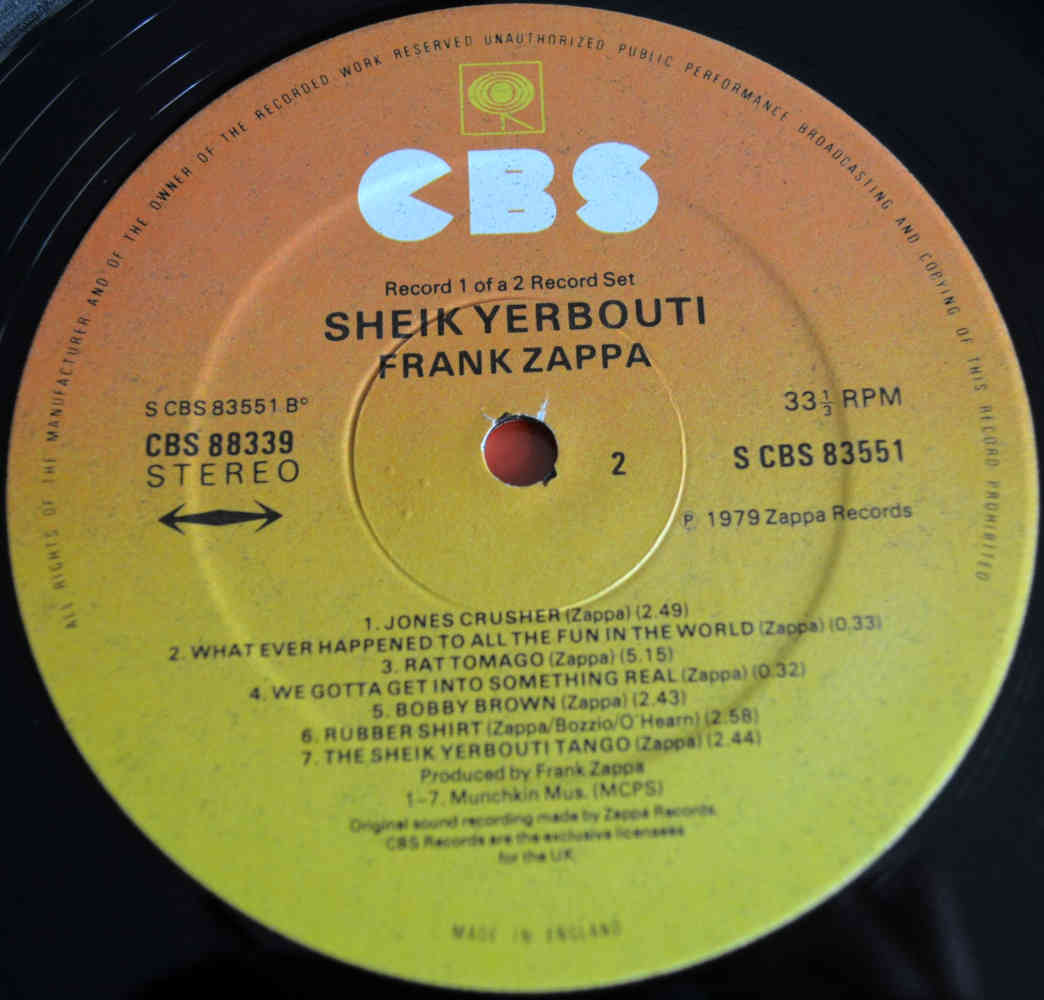 ALL RIGHTS OF THE MANUFACTURER AND OF THE OWNER OF THE RECORDED WORK RESERVED UNAUTHORIZED PUBLIC PERFORMANCE BROADCASTING AND COPYING OF THIS RECORD PROHIBITED
CBS
Record 1 of a 2 Record Set
SHEIK YERBOUTI
FRANK ZAPPA
S CBS 83551 B°
CBS 88339
STEREO
33⅓ RPM
2
S CBS 83551
℗ 1979 Zappa Records
1. JONES CRUSHER (Zappa) (2.49)
2. WHAT EVER HAPPENED TO ALL THE FUN IN THE WORLD (Zappa) (0.33)
3. RAT TOMAGO (Zappa) (5.15)
4. WE GOTTA GET INTO SOMETHING REAL (Zappa) (0.32)
5. BOBBY BROWN (Zappa) (2.43)
6. RUBBER SHIRT (Zappa/Bozzio/O'Hearn) (2.58)
7. THE SHEIK YERBOUTI TANGO (Zappa) (2.44)
Produced by Frank Zappa
1–7. Munchkin Mus. (MCPS)
Original sound recording made by Zappa Records.
CBS Records are the exclusive licensees
for the UK.
MADE IN ENGLAND